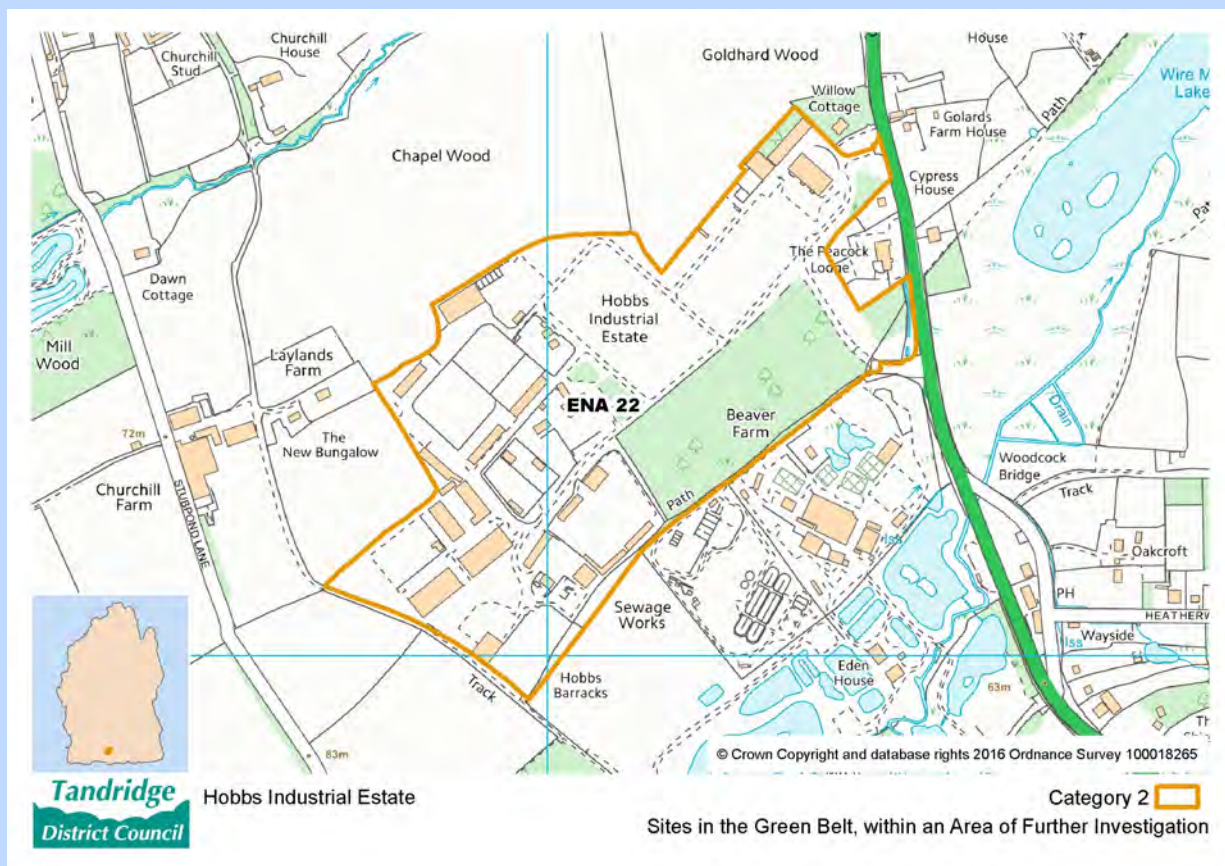 Churchill
House
Churchill
Stud
Goldhard Wood
House
Wire M
Lake
Path
Willow
Cottage
Golards
Farm House
Chapel Wood
Cypress
House
Pa
The Peacock
Lodge
Dawn
Cottage
Hobbs
Industrial
Estate
Mill
Wood
Laylands
Farm
ENA 22
Beaver
Farm
Drain
72m
The
New Bungalow
Woodcock
Bridge
Churchill
Farm
STUBPOND LANE
Path
Track
Iss
Oakcroft
PH
HEATHERW
Sewage
Works
Iss
Wayside
Eden
House
Hobbs
Barracks
Track
63m
Th
83m
© Crown Copyright and database rights 2016 Ordnance Survey 100018265
Tandridge
District Council
Hobbs Industrial Estate
Category 2
Sites in the Green Belt, within an Area of Further Investigation